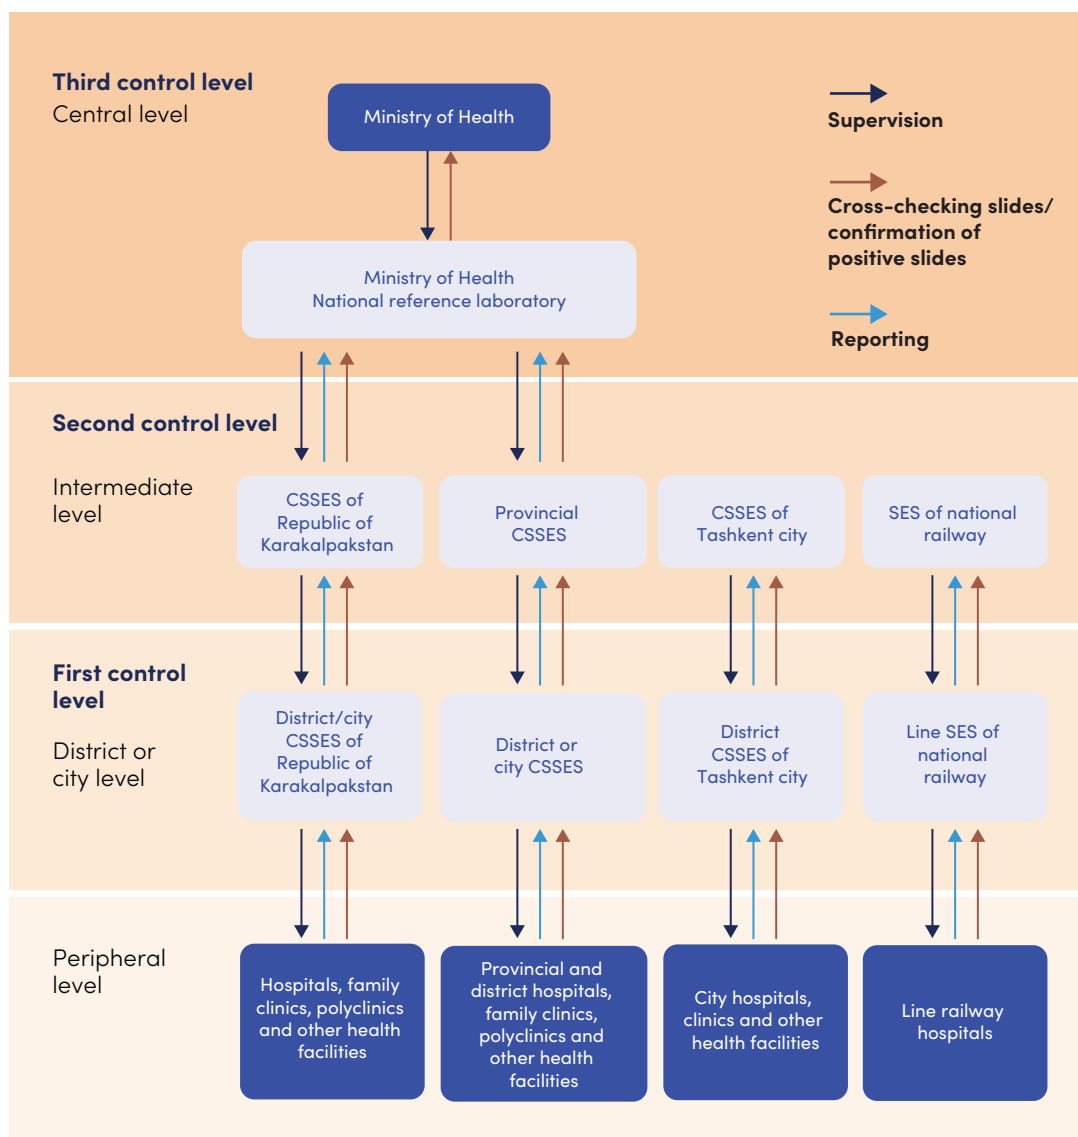 Third control level
Central level
Ministry of Health
Supervision
Cross-checking slides/
confirmation of
positive slides
Reporting
Ministry of Health
National reference laboratory
Second control level
Intermediate
level
CSSES of
Republic of
Karakalpakstan
Provincial
CSSES
CSSES of
Tashkent city
SES of national
railway
First control
level
District or
city level
District/city
CSSES of
Republic of
Karakalpakstan
District or
city CSSES
District
CSSES of
Tashkent city
Line SES of
national
railway
Peripheral
level
Hospitals, family
clinics, polyclinics
and other health
facilities
Provincial and
district hospitals,
family clinics,
polyclinics and
other health
facilities
City hospitals,
clinics and other
health facilities
Line railway
hospitals